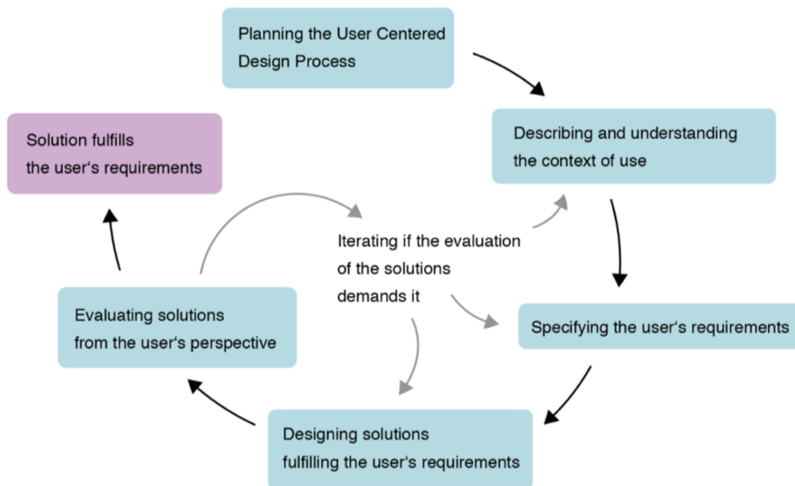 Planning the User Centered
Design Process
Solution fulfills
the user‘s requirements
Describing and understanding
the context of use
Iterating if the evaluation
of the solutions
demands it
Evaluating solutions
from the user‘s perspective
Specifying the user‘s requirements
Designing solutions
fulfilling the user‘s requirements